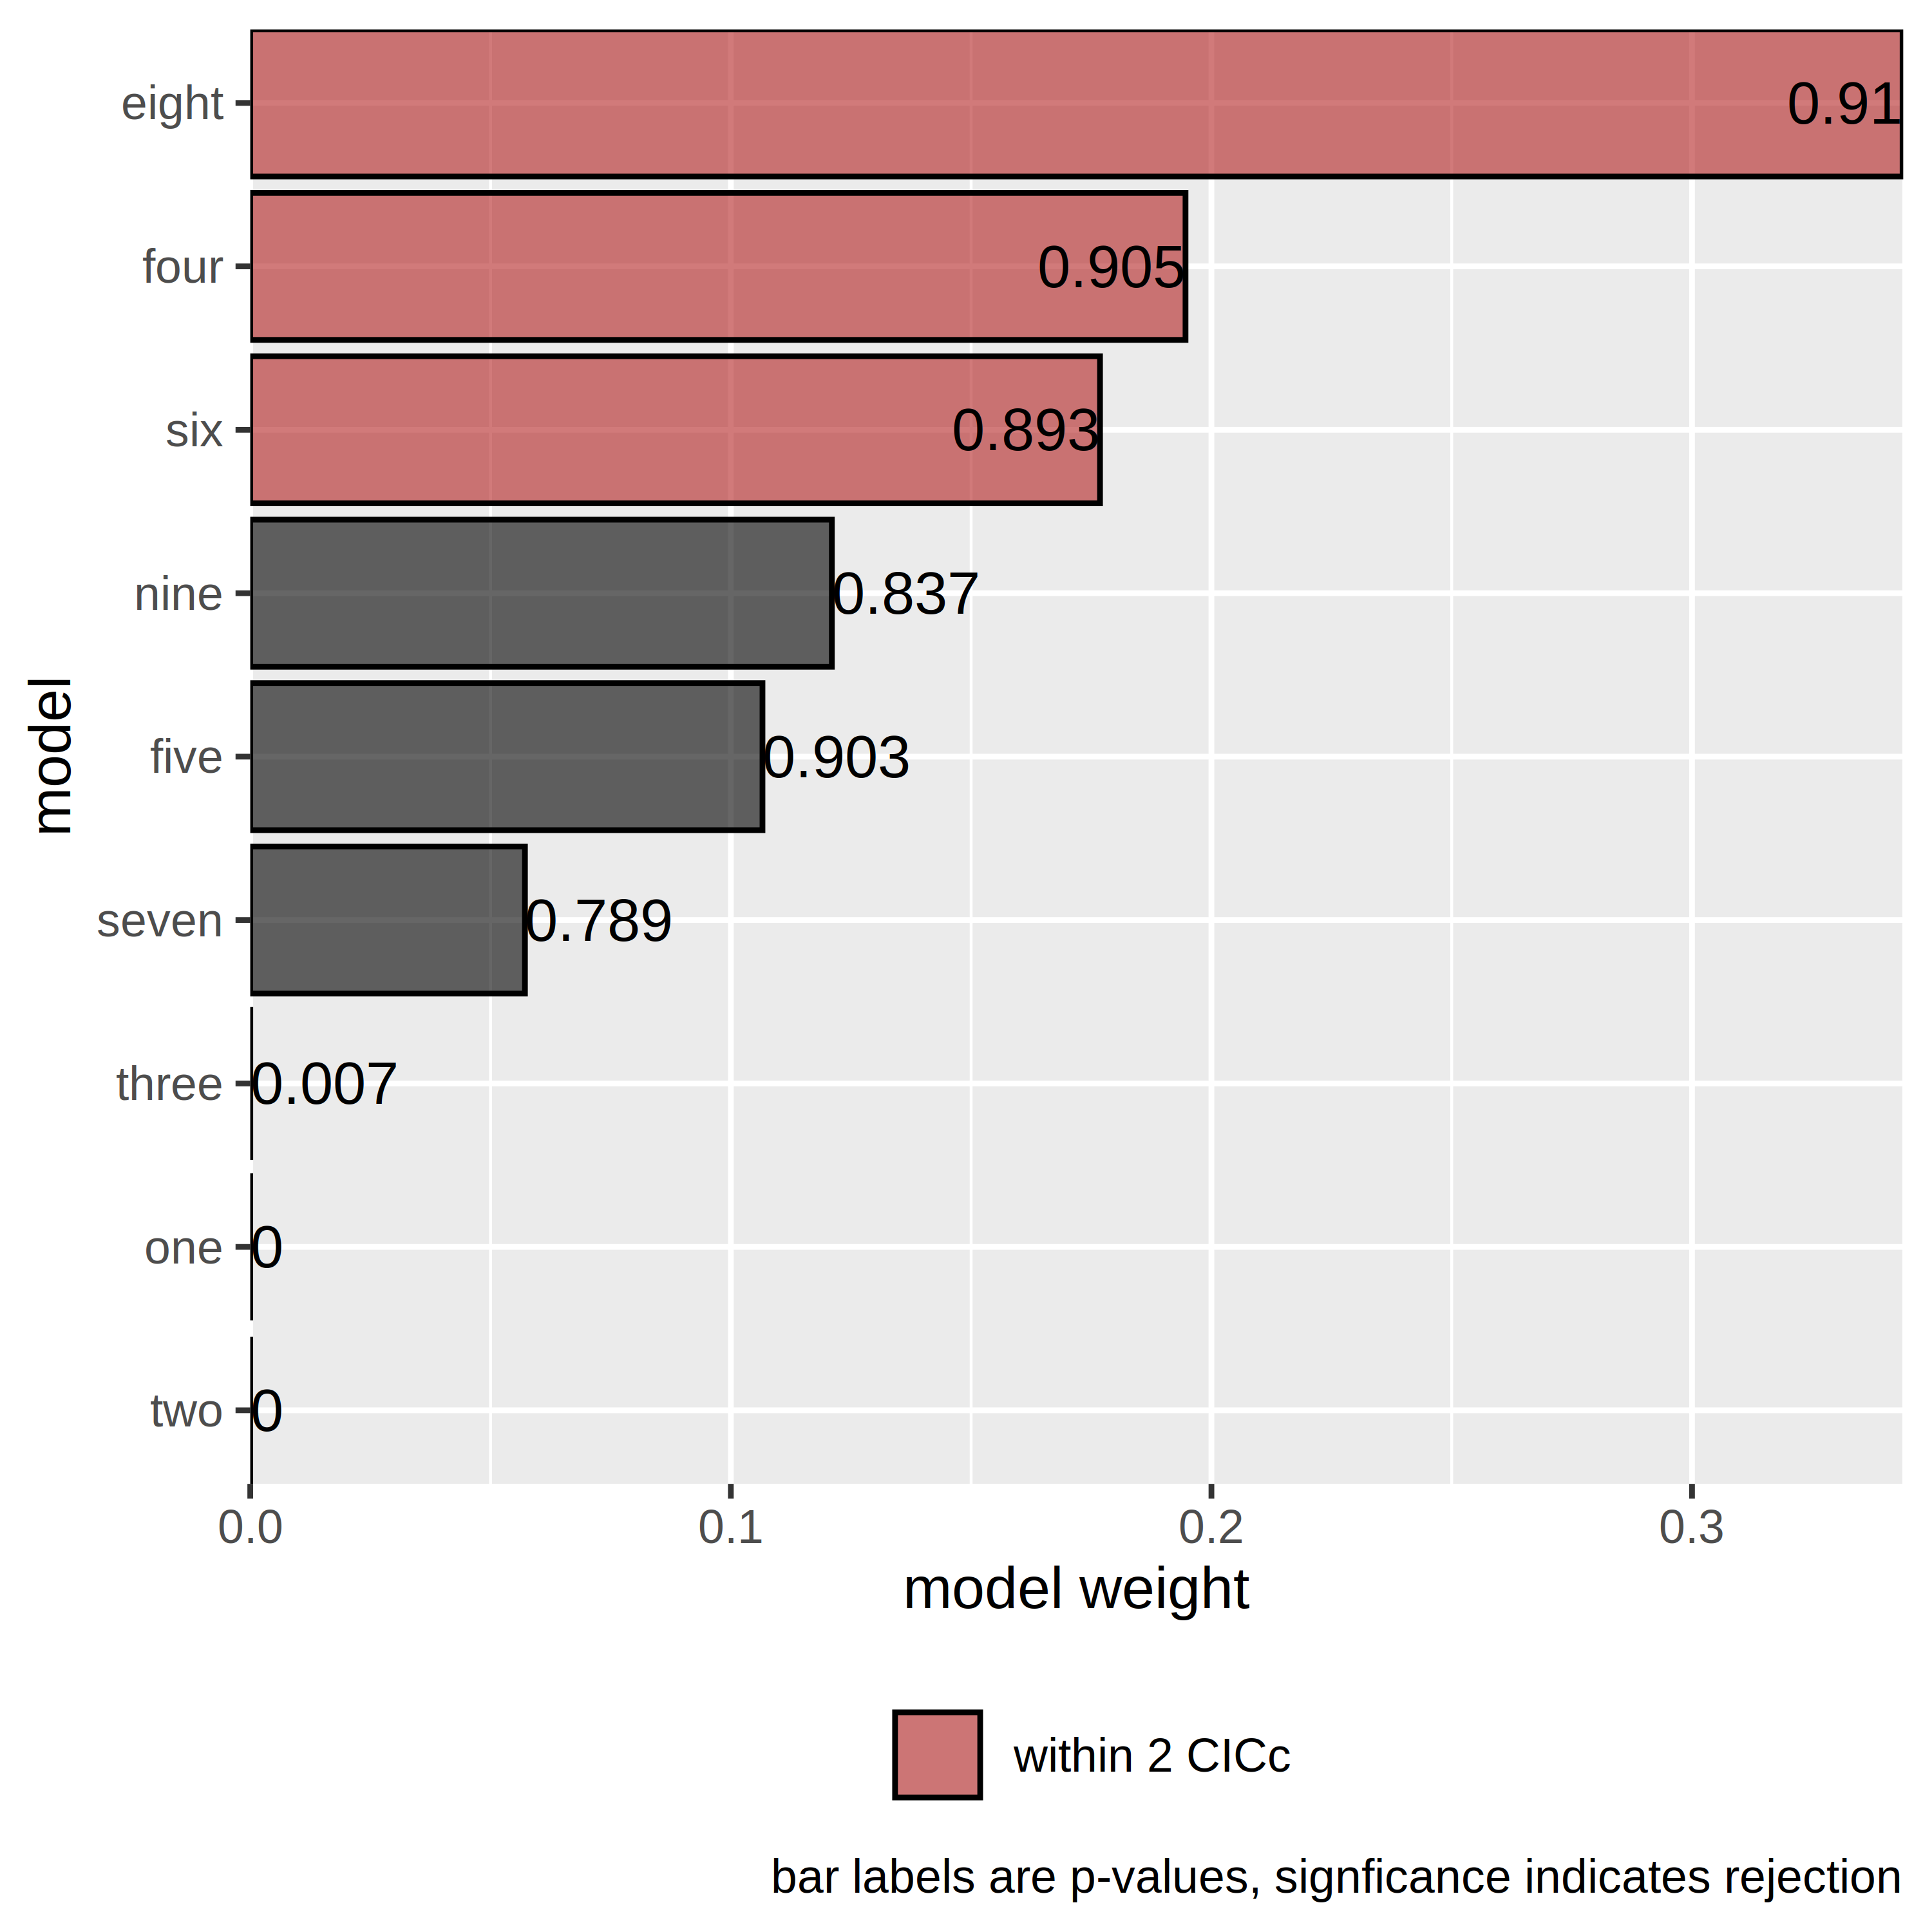 eight
0.91
four
0.905
six
0.893
nine
0.837
five
0.903
seven
0.789
three
0.007
one
0
two
0
model
0.0 0.1 0.2 0.3
model weight
within 2 CICc
bar labels are p-values, signficance indicates rejection